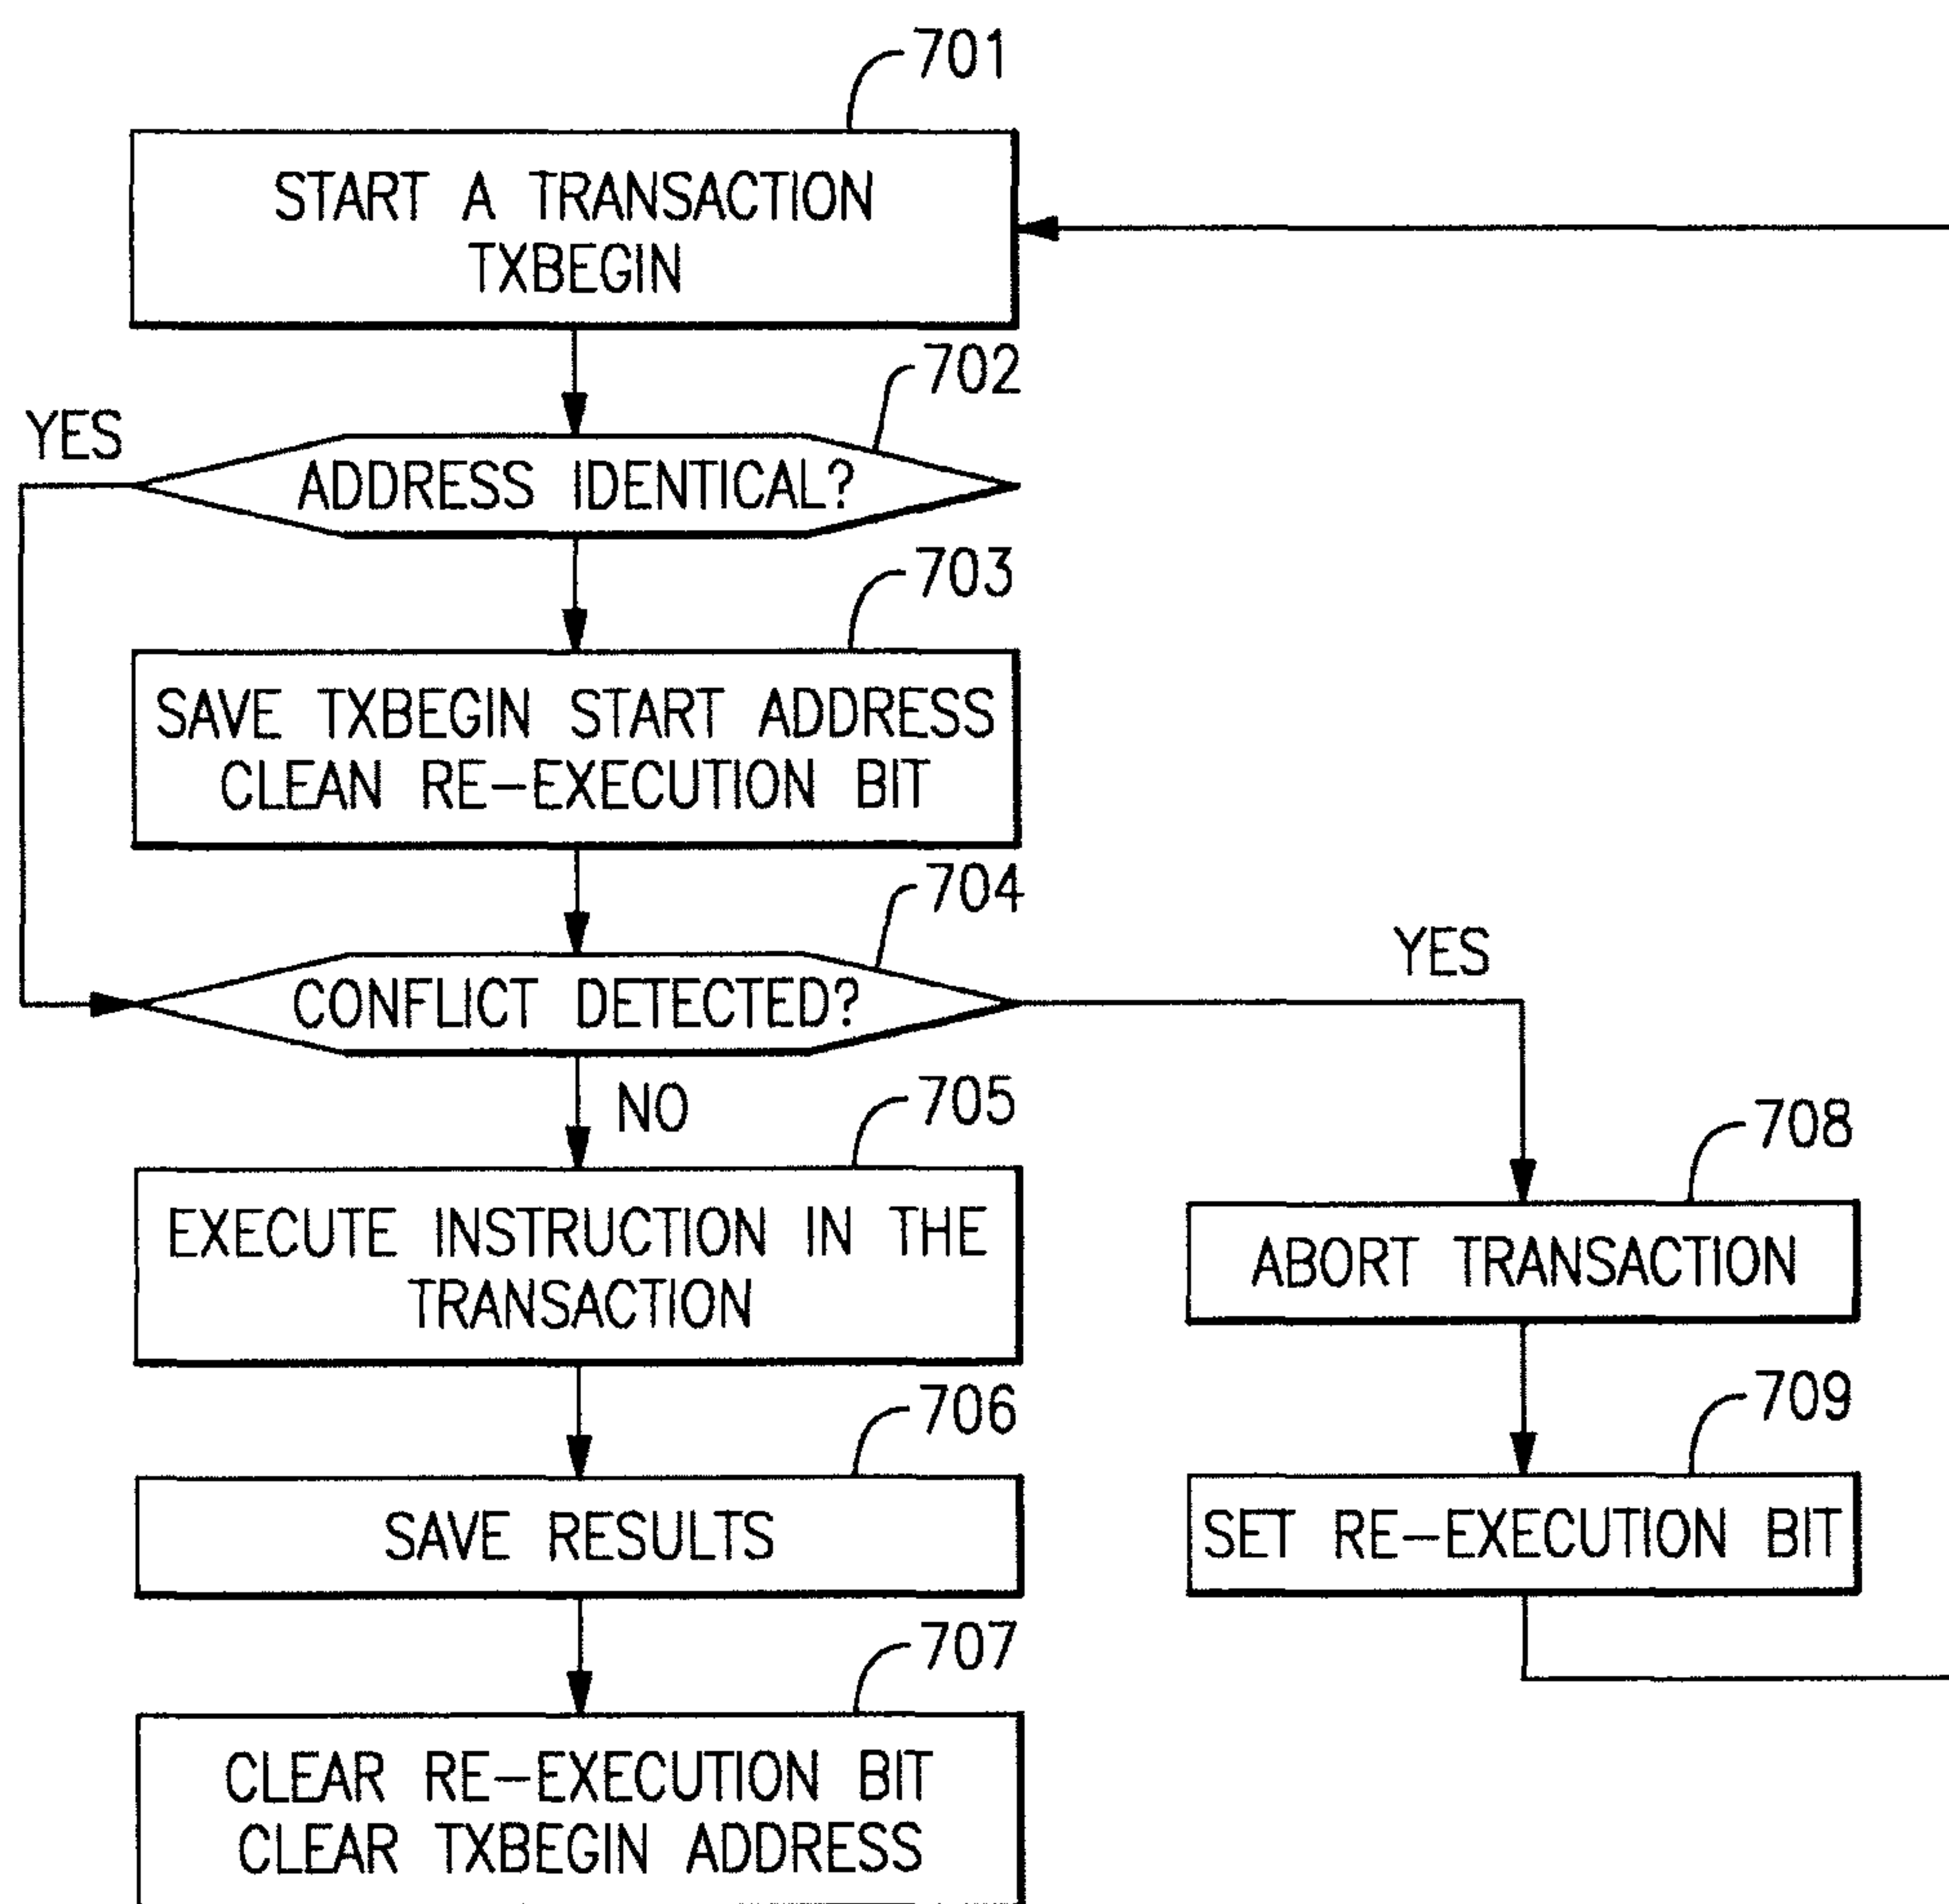 701
START A TRANSACTION
TXBEGIN
702
YES
ADDRESS IDENTICAL?
703
SAVE TXBEGIN START ADDRESS
CLEAN RE-EXECUTION BIT
704
YES
CONFLICT DETECTED?
NO
705
708
EXECUTE INSTRUCTION IN THE
TRANSACTION
ABORT TRANSACTION
706
709
SAVE RESULTS
SET RE-EXECUTION BIT
707
CLEAR RE-EXECUTION BIT
CLEAR TXBEGIN ADDRESS